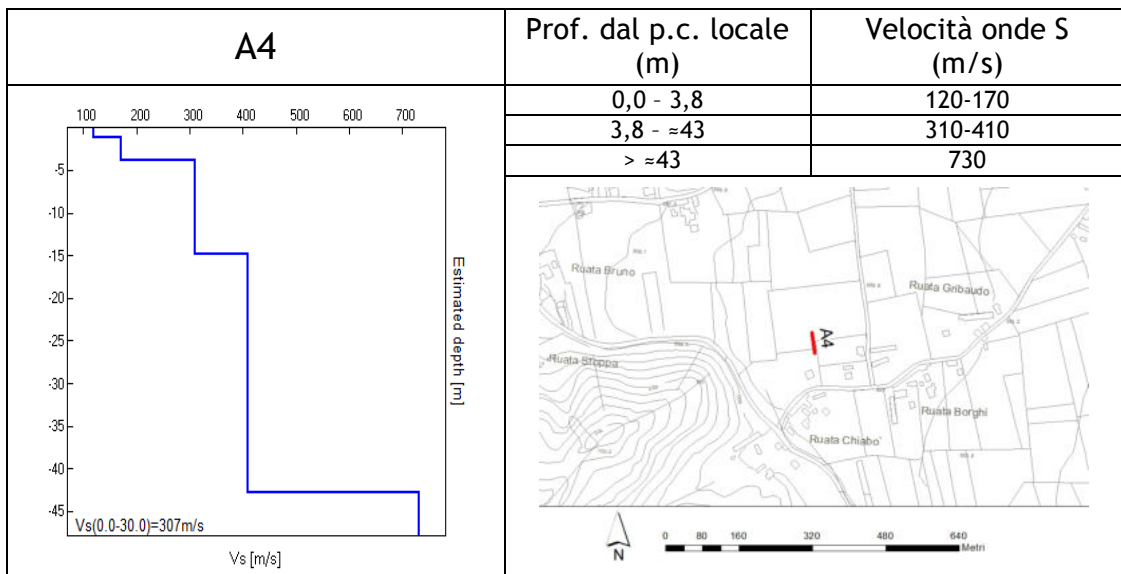 A4
Prof. dal p.c. locale
(m)
Velocità onde S
(m/s)
0,0 - 3,8
120-170
3,8 - ≈43
310-410
> ≈43
730
100 200 300 400 500 600 700
-5
-10
-15
-20
-25
-30
-35
-40
-45
Estimated depth [m]
Vs(0.0-30.0)=307m/s
Vs [m/s]
Ruata Bruno
Ruata Gribaudo
A4
Ruata Stoppa
Ruata Borghi
Ruata Chiabo'
N
0 80 160 320 480 640
Metri